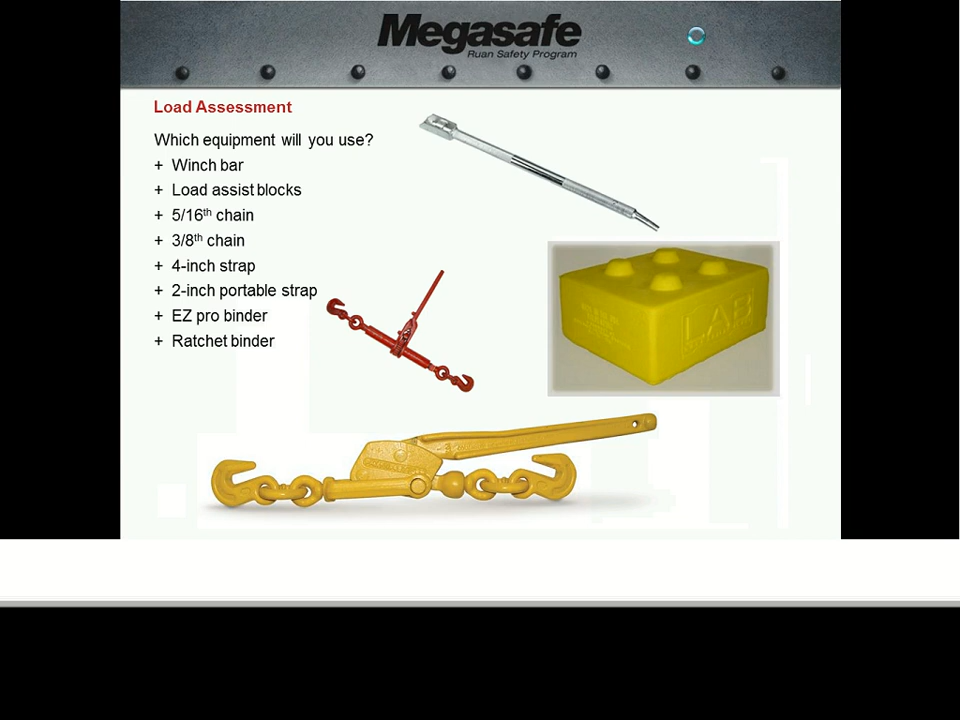 Megasafe
Ruan Safety Program
Load Assessment
Which equipment will you use?
+ Winch bar
+ Load assist blocks
+ 5/16th chain
+ 3/8th chain
+ 4-inch strap
+ 2-inch portable strap
+ EZ pro binder
+ Ratchet binder
LAB